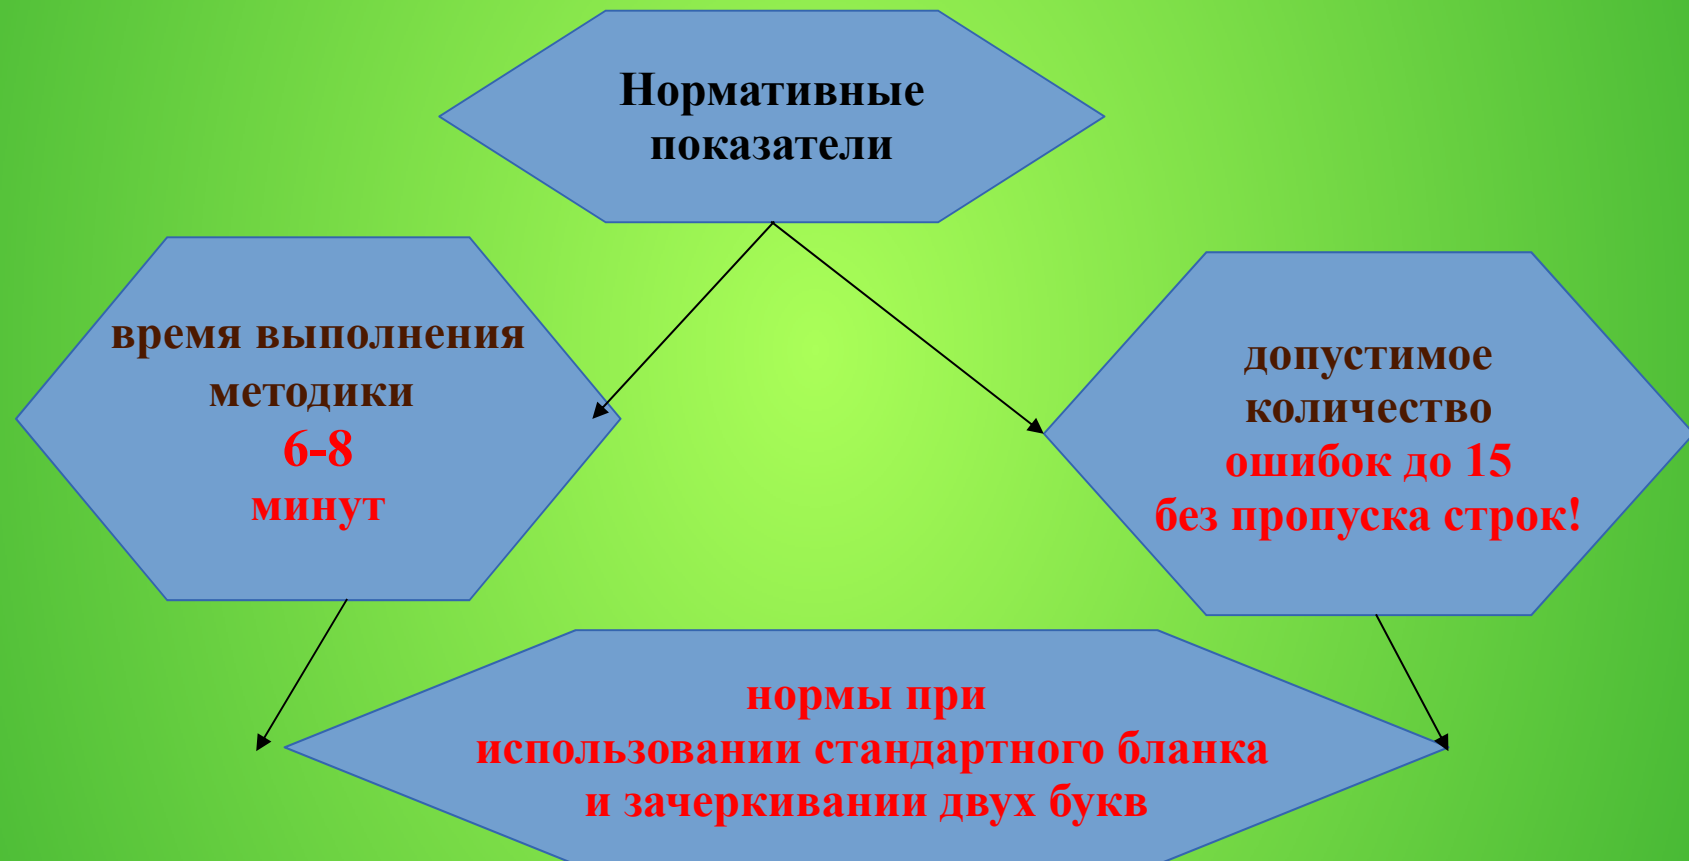 Нормативные
показатели
время выполнения
методики
6-8
минут
допустимое
количество
ошибок до 15
без пропуска строк!
нормы при
использовании стандартного бланка
и зачеркивании двух букв